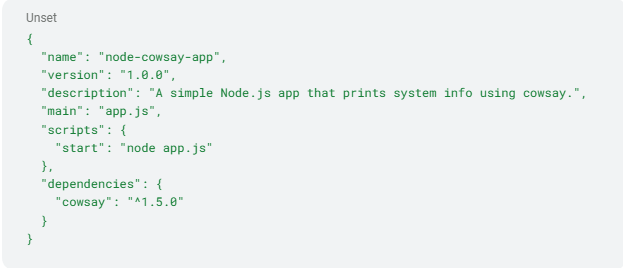 Unset
{
  "name": "node-cowsay-app",
  "version": "1.0.0",
  "description": "A simple Node.js app that prints system info using cowsay.",
  "main": "app.js",
  "scripts": {
    "start": "node app.js"
  },
  "dependencies": {
    "cowsay": "^1.5.0"
  }
}